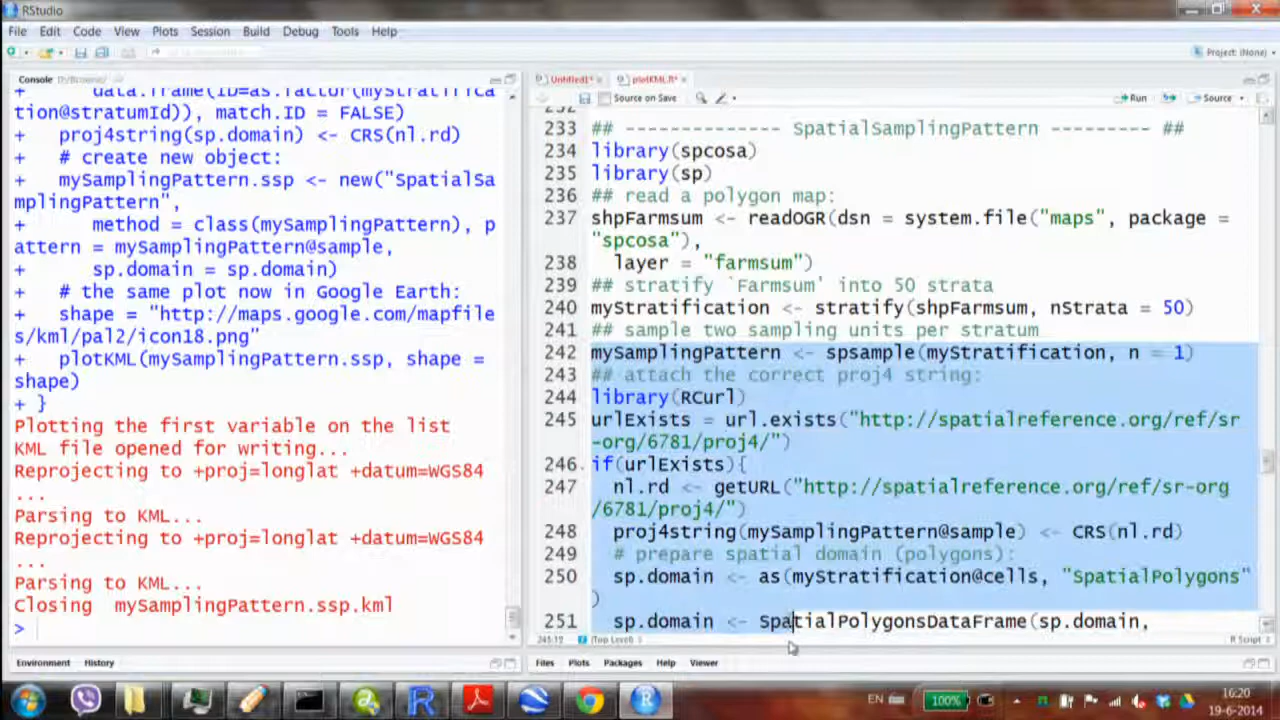 RStudio
File Edit Code View Plots Session Build Debug Tools Help
Project: (None)
Console
+ data.frame(ID=as.factor(myStratifica
tion@stratumId)), match.ID = FALSE)
+ proj4string(sp.domain) <- CRS(nl.rd)
+ # create new object:
+ mySamplingPattern.ssp <- new("SpatialSa
mplingPattern",
+ method = class(mySamplingPattern), p
attern = mySamplingPattern@sample,
+ sp.domain = sp.domain)
+ # the same plot now in Google Earth:
+ shape = "http://maps.google.com/mapfile
s/kml/pal2/icon18.png"
+ plotKML(mySamplingPattern.ssp, shape =
shape)
+ }
Plotting the first variable on the list
KML file opened for writing...
Reprojecting to +proj=longlat +datum=WGS84
...
Parsing to KML...
Reprojecting to +proj=longlat +datum=WGS84
...
Parsing to KML...
Closing mySamplingPattern.ssp.kml
>
Untitled1* plotKML.R*
Source on Save Run Source
232
233 ## -------------- SpatialSamplingPattern --------- ##
234 library(spcosa)
235 library(sp)
236 ## read a polygon map:
237 shpFarmsum <- readOGR(dsn = system.file("maps", package =
"spcosa"),
238 layer = "farmsum")
239 ## stratify `Farmsum` into 50 strata
240 myStratification <- stratify(shpFarmsum, nStrata = 50)
241 ## sample two sampling units per stratum
242 mySamplingPattern <- spsample(myStratification, n = 1)
243 ## attach the correct proj4 string:
244 library(RCurl)
245 urlExists = url.exists("http://spatialreference.org/ref/sr
-org/6781/proj4/")
246 if(urlExists){
247 nl.rd <- getURL("http://spatialreference.org/ref/sr-org
/6781/proj4/")
248 proj4string(mySamplingPattern@sample) <- CRS(nl.rd)
249 # prepare spatial domain (polygons):
250 sp.domain <- as(myStratification@cells, "SpatialPolygons"
)
251 sp.domain <- SpatialPolygonsDataFrame(sp.domain,
245:12 (Top Level) R Script
Environment History
Files Plots Packages Help Viewer
EN 100% 16:20
19-6-2014